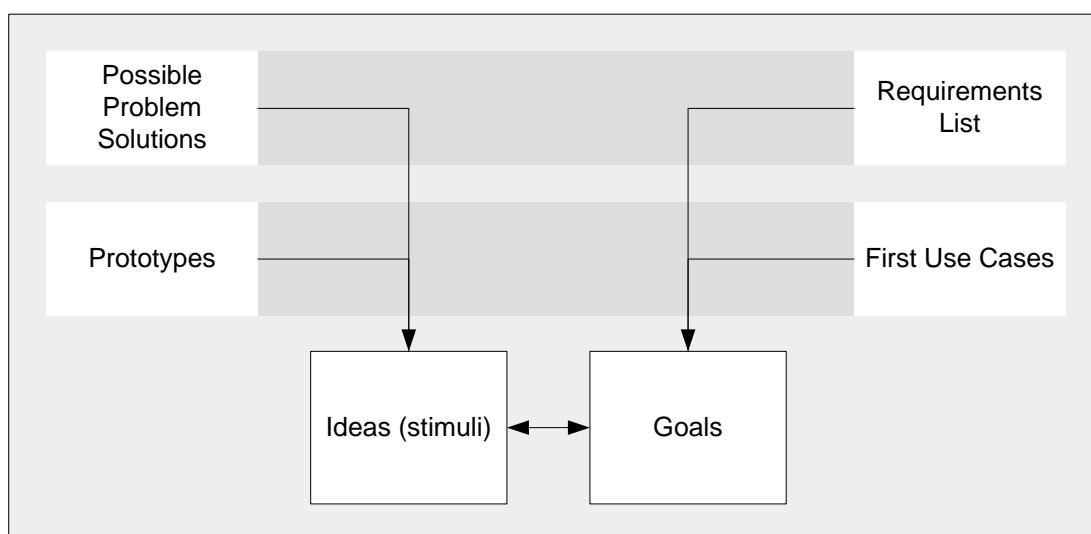 Possible
Problem
Solutions
Requirements
List
Prototypes
First Use Cases
Ideas (stimuli)
Goals